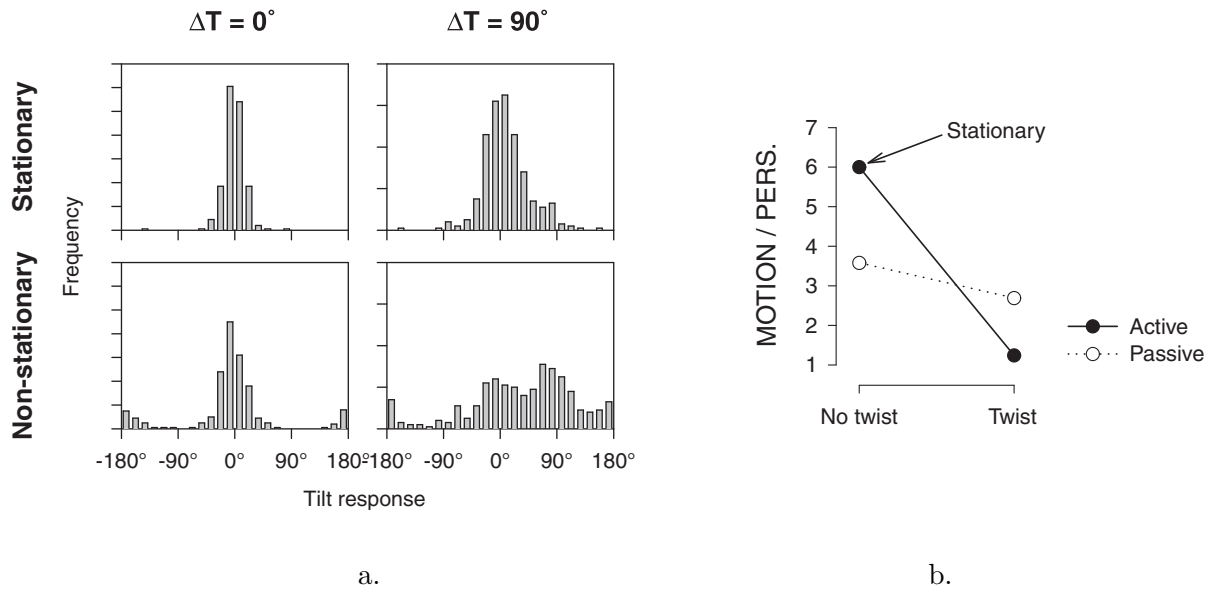 ΔT = 0°
ΔT = 90°
Stationary
Non-stationary
Frequency
-180° -90° 0° 90° 180°
-180° -90° 0° 90° 180°
Tilt response
a.
MOTION / PERS.
7
6
5
4
3
2
1
Stationary
No twist
Twist
Active
Passive
b.